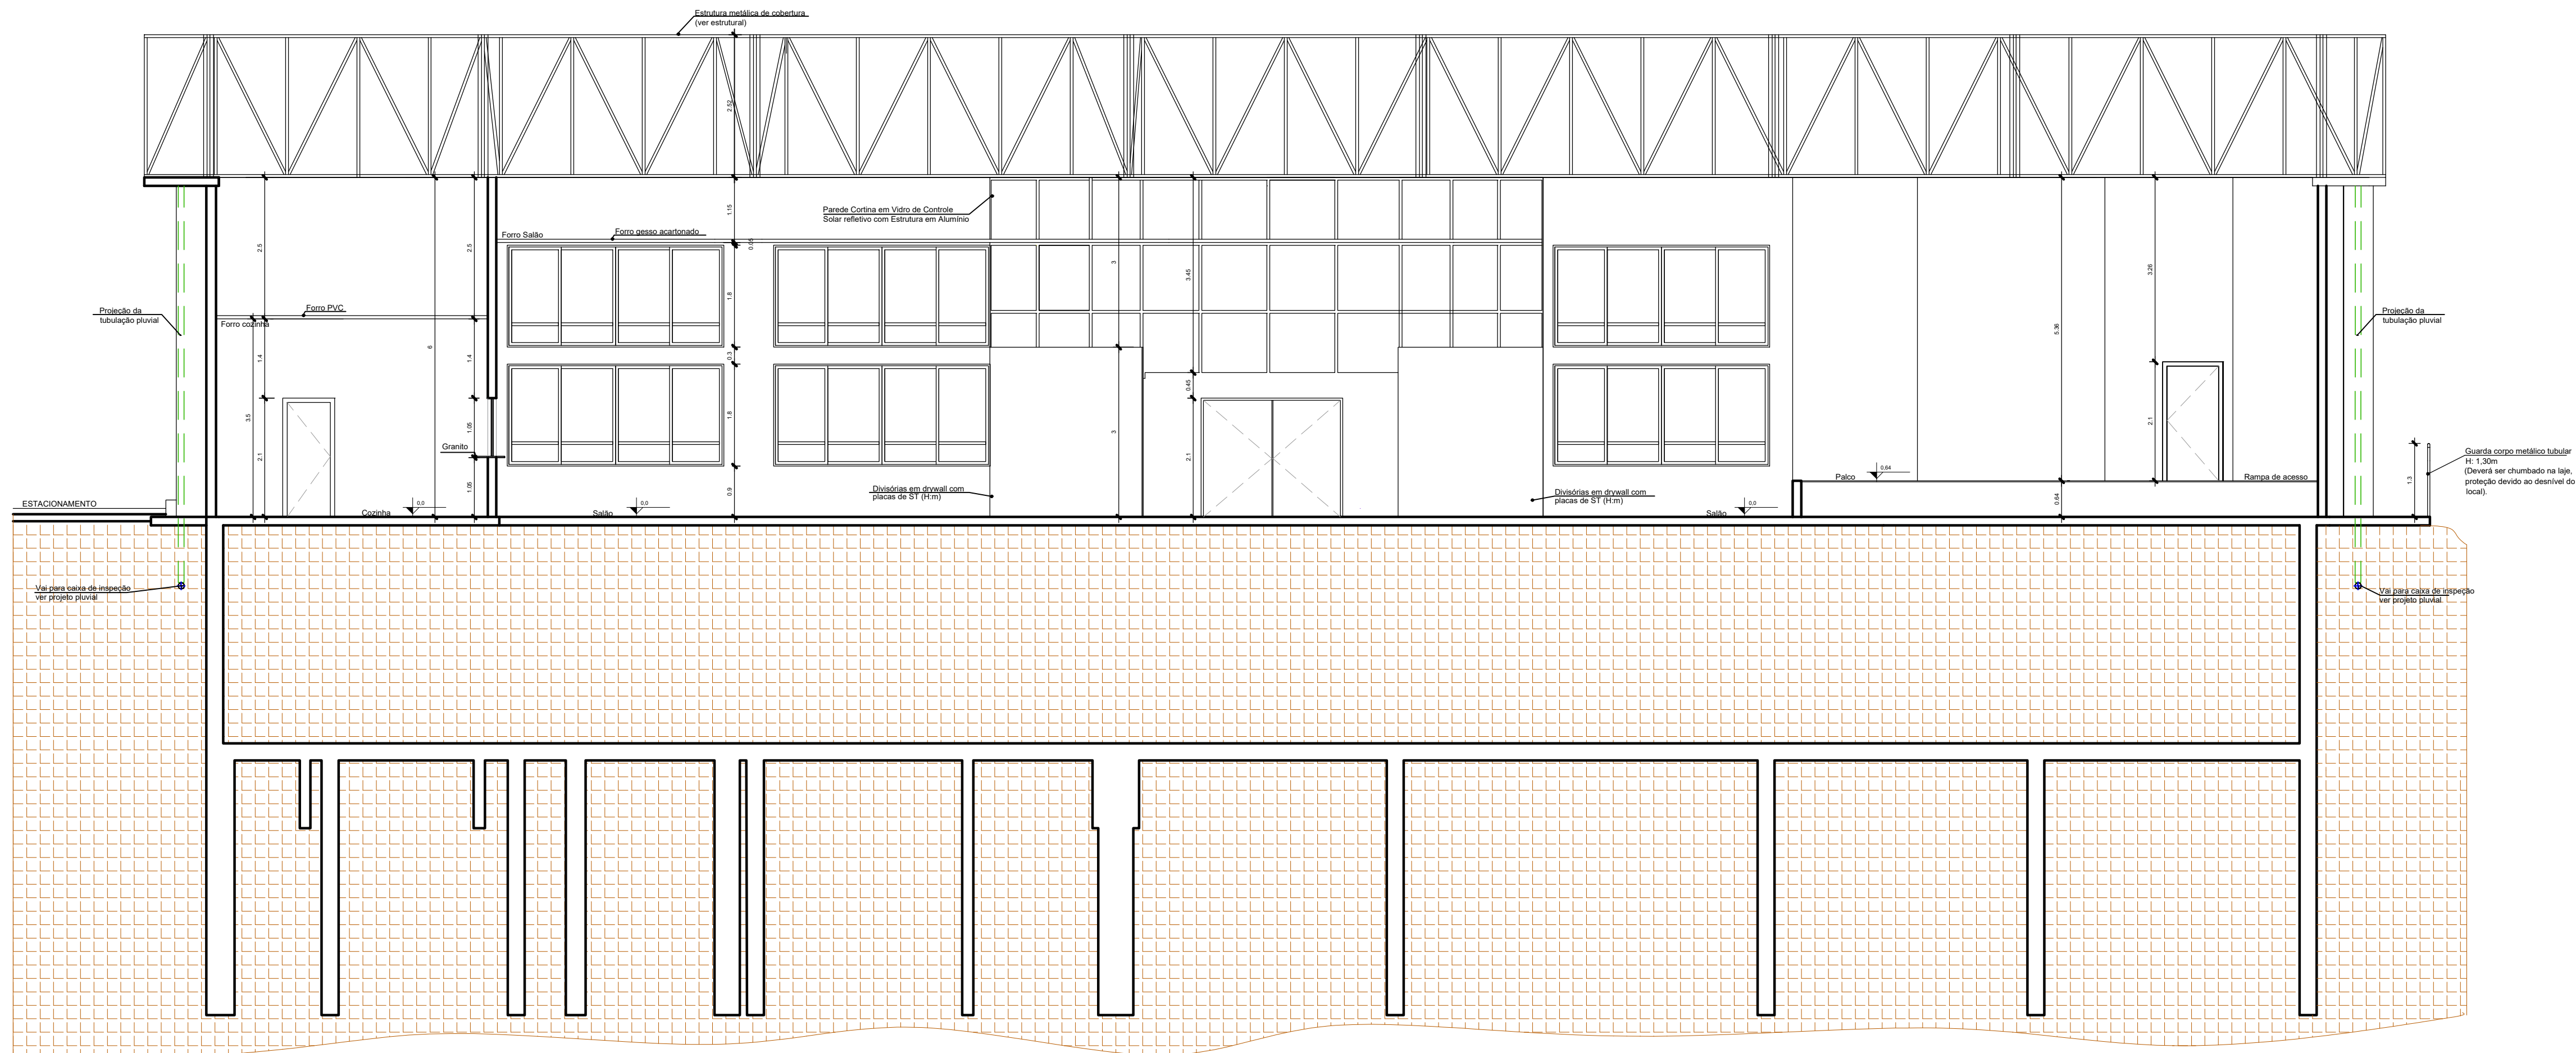 Estrutura metálica de cobertura
(ver estrutural)
2.52
Parede Cortina em Vidro de Controle
Solar refletivo com Estrutura em Alumínio
1.15
Forro Salão
Forro gesso acartonado
0.05
2.5
2.5
3
3.45
3.26
Projeção da
tubulação pluvial
Forro PVC
Forro cozinha
1.8
6
5.36
Projeção da
tubulação pluvial
1.4
1.4
0.3
0.45
3.5
2.1
1.05
Granito
1.8
3
2.1
2.1
Guarda corpo metálico tubular
H: 1,30m
(Deverá ser chumbado na laje,
proteção devido ao desnível do
local).
1.3
Palco
0,64
Rampa de acesso
1.05
0.9
Divisórias em drywall com
placas de ST (H:m)
Divisórias em drywall com
placas de ST (H:m)
0.64
ESTACIONAMENTO
Cozinha
0,0
Salão
0,0
Salão
0,0
Vai para caixa de inspeção
ver projeto pluvial
Vai para caixa de inspeção
ver projeto pluvial